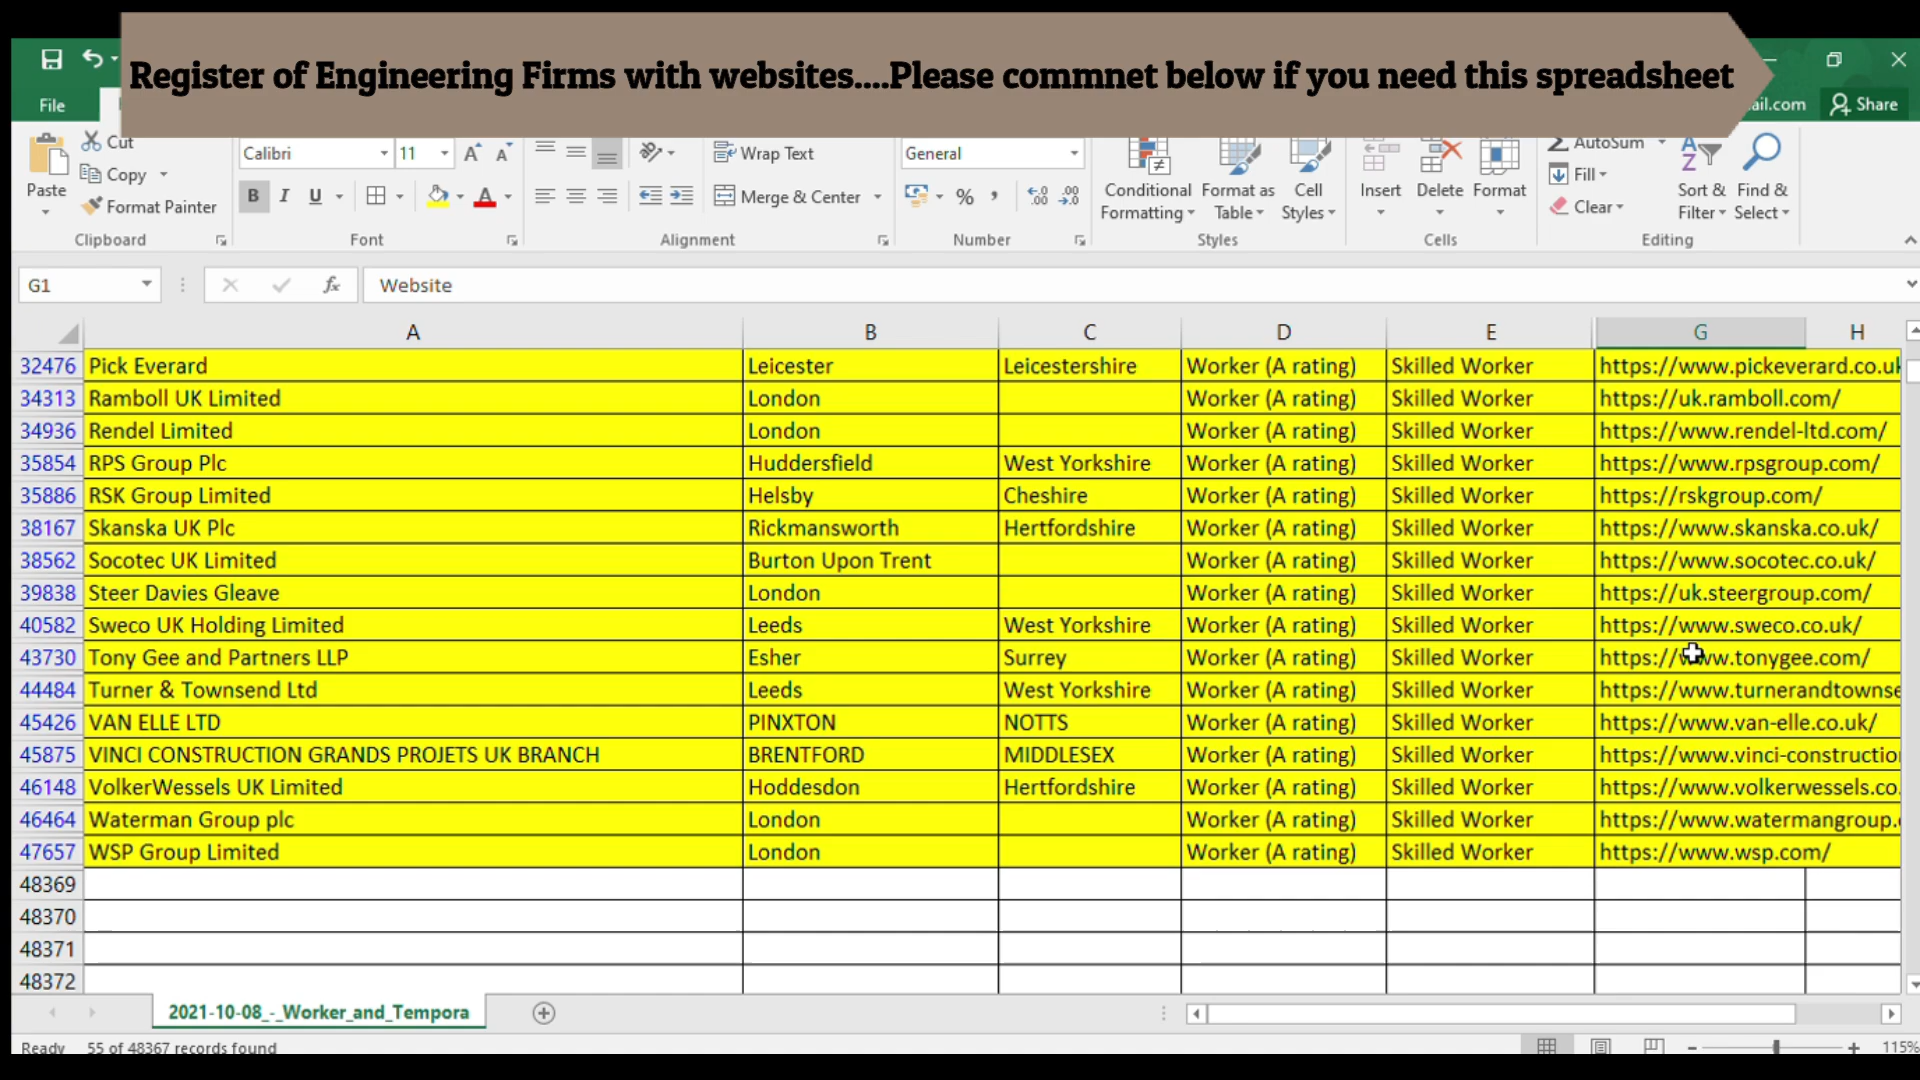 Register of Engineering Firms with websites....Please commnet below if you need this spreadsheet
File
ail.com Share
Cut
Copy
Paste
Format Painter
Clipboard
Calibri 11
B I U
Font
Wrap Text
Merge & Center
Alignment
General
% ,
Number
Conditional Formatting
Format as Table
Cell Styles
Styles
Insert Delete Format
Cells
AutoSum
Fill
Clear
Sort & Filter
Find & Select
Editing
G1 fx Website
A B C D E G H
32476 Pick Everard Leicester Leicestershire Worker (A rating) Skilled Worker https://www.pickeverard.co.uk
34313 Ramboll UK Limited London Worker (A rating) Skilled Worker https://uk.ramboll.com/
34936 Rendel Limited London Worker (A rating) Skilled Worker https://www.rendel-ltd.com/
35854 RPS Group Plc Huddersfield West Yorkshire Worker (A rating) Skilled Worker https://www.rpsgroup.com/
35886 RSK Group Limited Helsby Cheshire Worker (A rating) Skilled Worker https://rskgroup.com/
38167 Skanska UK Plc Rickmansworth Hertfordshire Worker (A rating) Skilled Worker https://www.skanska.co.uk/
38562 Socotec UK Limited Burton Upon Trent Worker (A rating) Skilled Worker https://www.socotec.co.uk/
39838 Steer Davies Gleave London Worker (A rating) Skilled Worker https://uk.steergroup.com/
40582 Sweco UK Holding Limited Leeds West Yorkshire Worker (A rating) Skilled Worker https://www.sweco.co.uk/
43730 Tony Gee and Partners LLP Esher Surrey Worker (A rating) Skilled Worker https://www.tonygee.com/
44484 Turner & Townsend Ltd Leeds West Yorkshire Worker (A rating) Skilled Worker https://www.turnerandtownse
45426 VAN ELLE LTD PINXTON NOTTS Worker (A rating) Skilled Worker https://www.van-elle.co.uk/
45875 VINCI CONSTRUCTION GRANDS PROJETS UK BRANCH BRENTFORD MIDDLESEX Worker (A rating) Skilled Worker https://www.vinci-constructio
46148 VolkerWessels UK Limited Hoddesdon Hertfordshire Worker (A rating) Skilled Worker https://www.volkerwessels.co.
46464 Waterman Group plc London Worker (A rating) Skilled Worker https://www.watermangroup.
47657 WSP Group Limited London Worker (A rating) Skilled Worker https://www.wsp.com/
48369
48370
48371
48372
2021-10-08_-_Worker_and_Tempora
Ready 55 of 48367 records found 115%